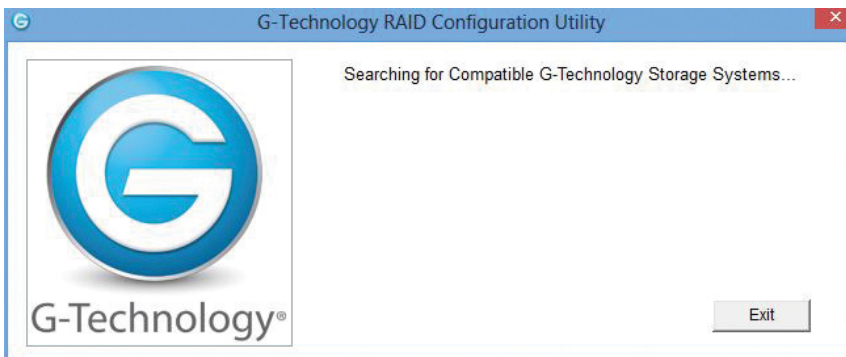 G-Technology RAID Configuration Utility
Searching for Compatible G-Technology Storage Systems...
G-Technology®
Exit